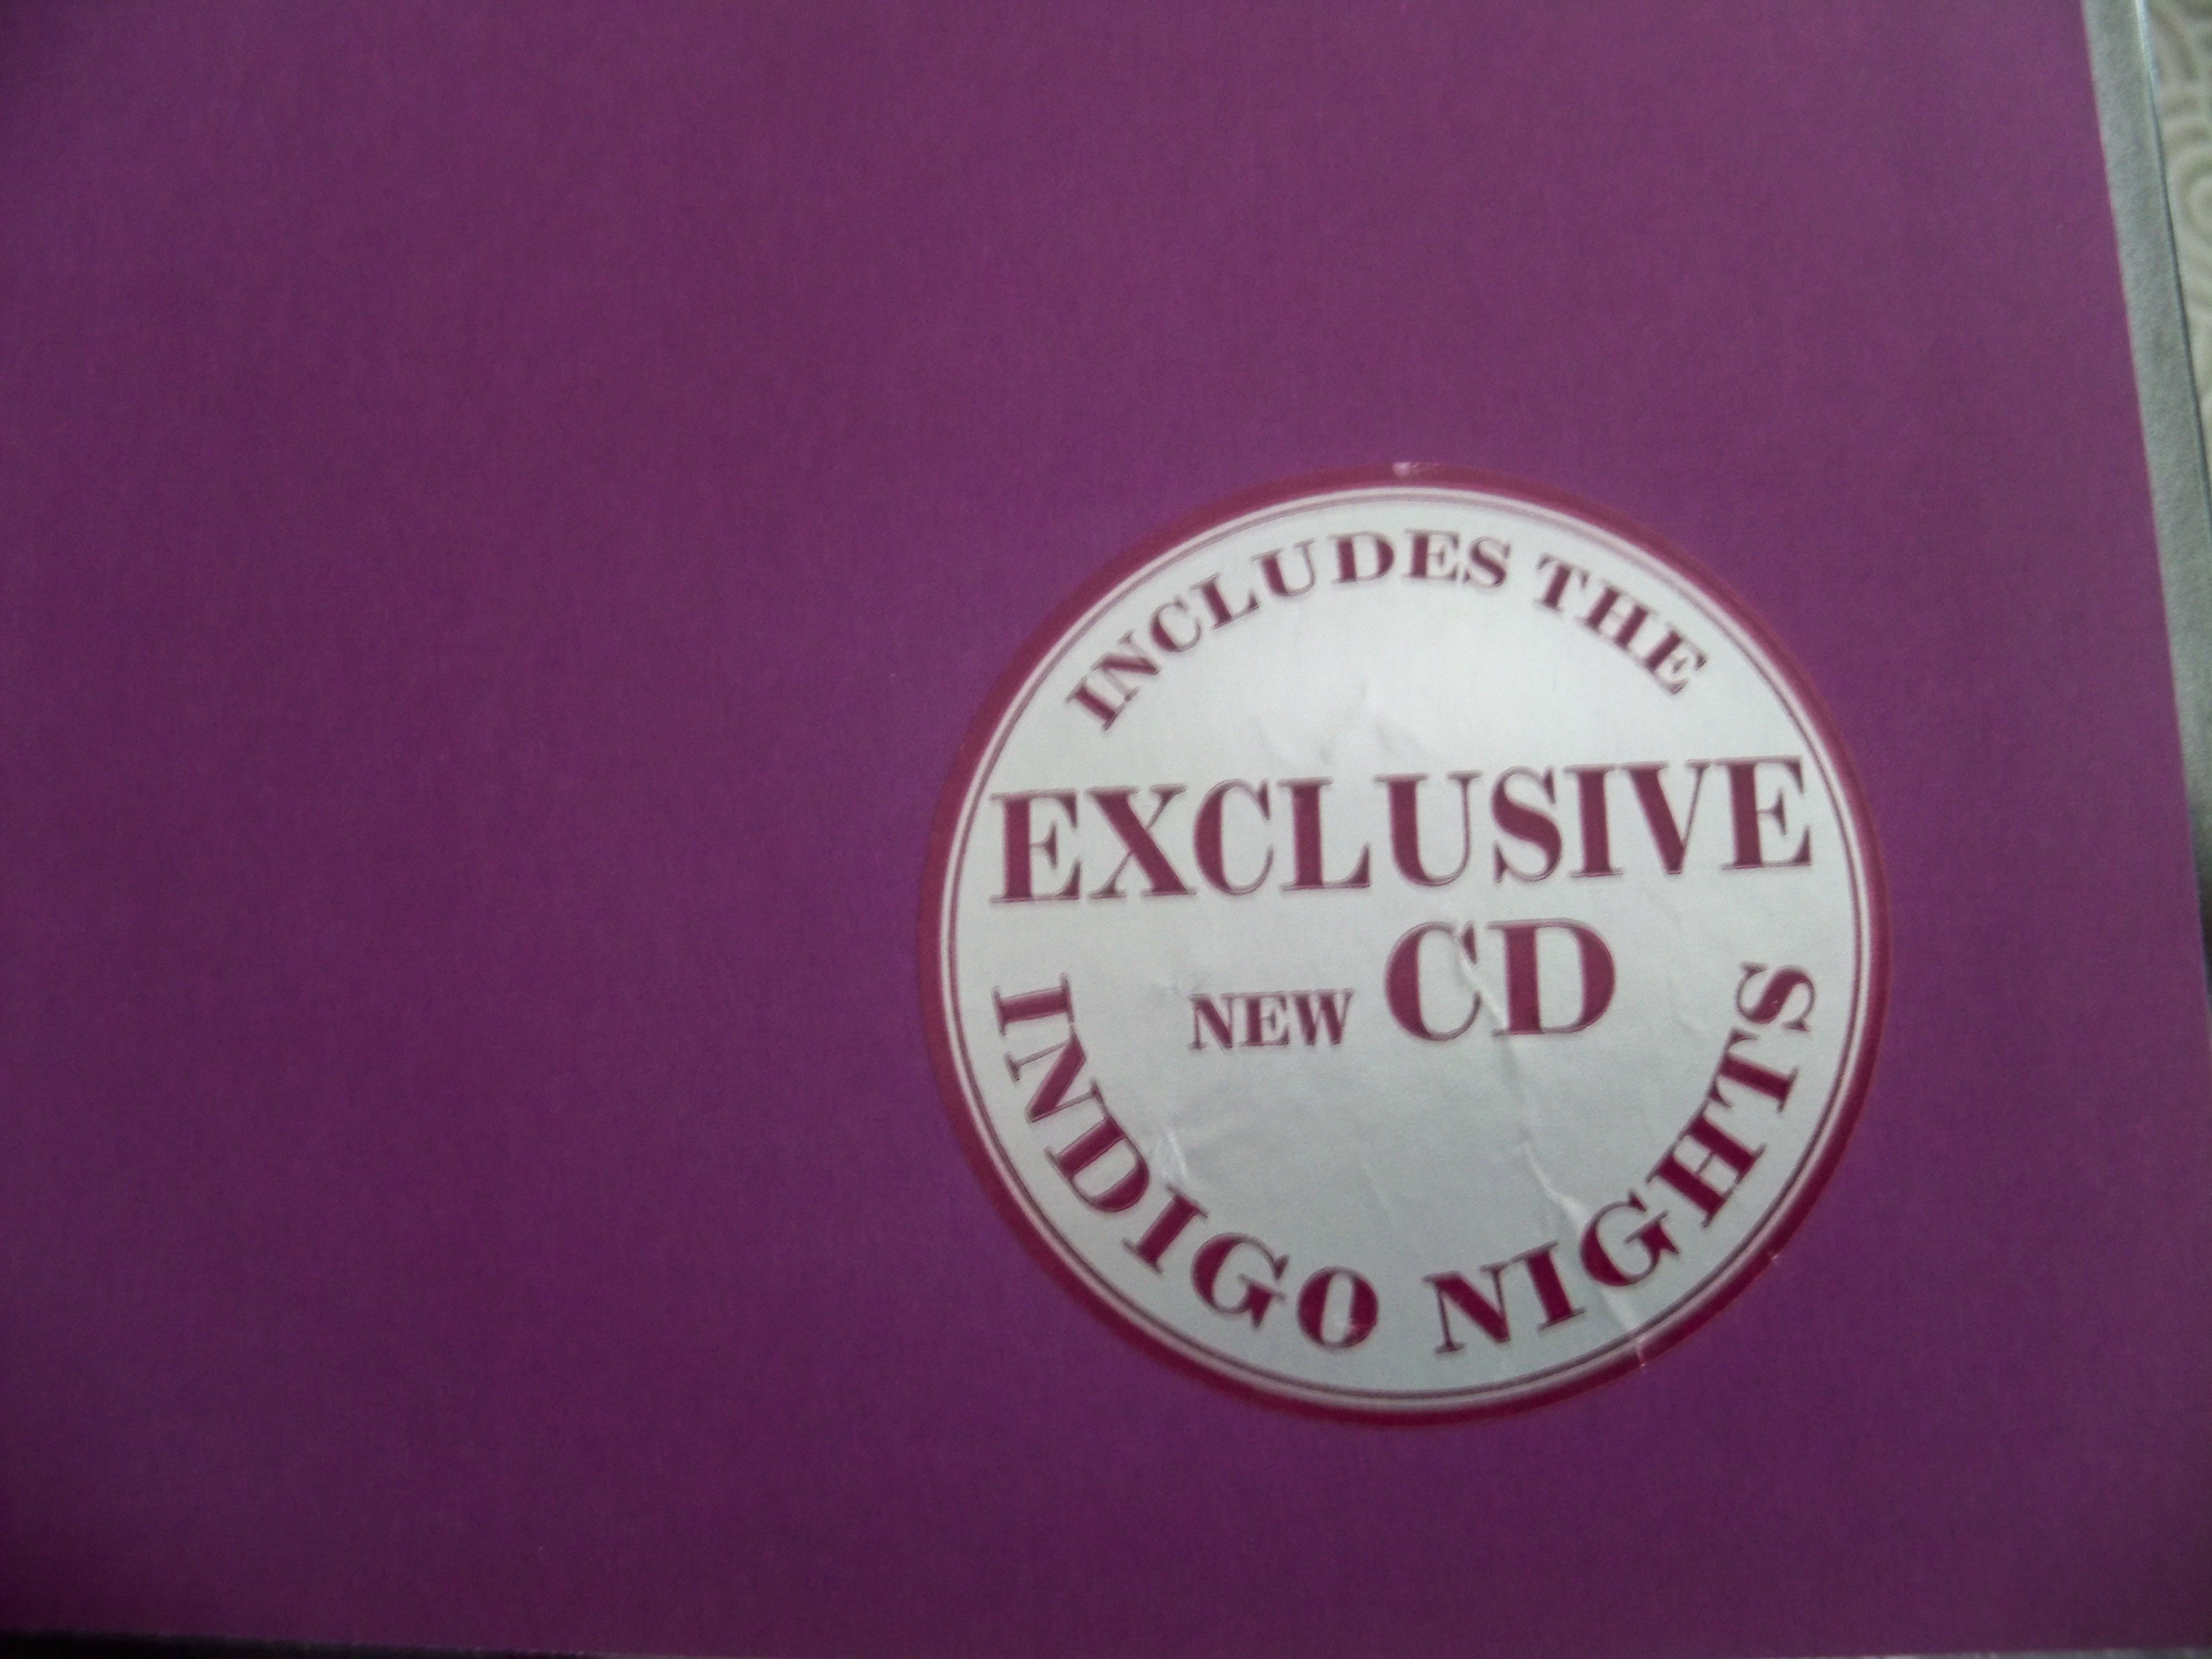 INCLUDES THE
EXCLUSIVE
NEW CD
INDIGO NIGHTS